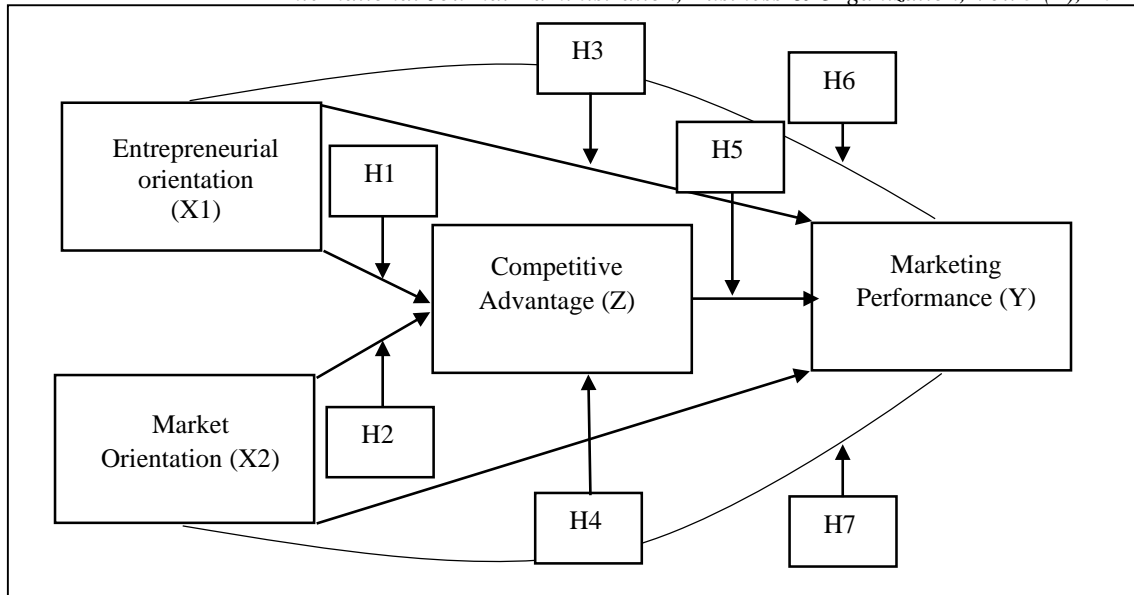 H3
H6
Entrepreneurial
orientation
(X1)
H5
H1
Competitive
Advantage (Z)
Marketing
Performance (Y)
Market
Orientation (X2)
H2
H4
H7